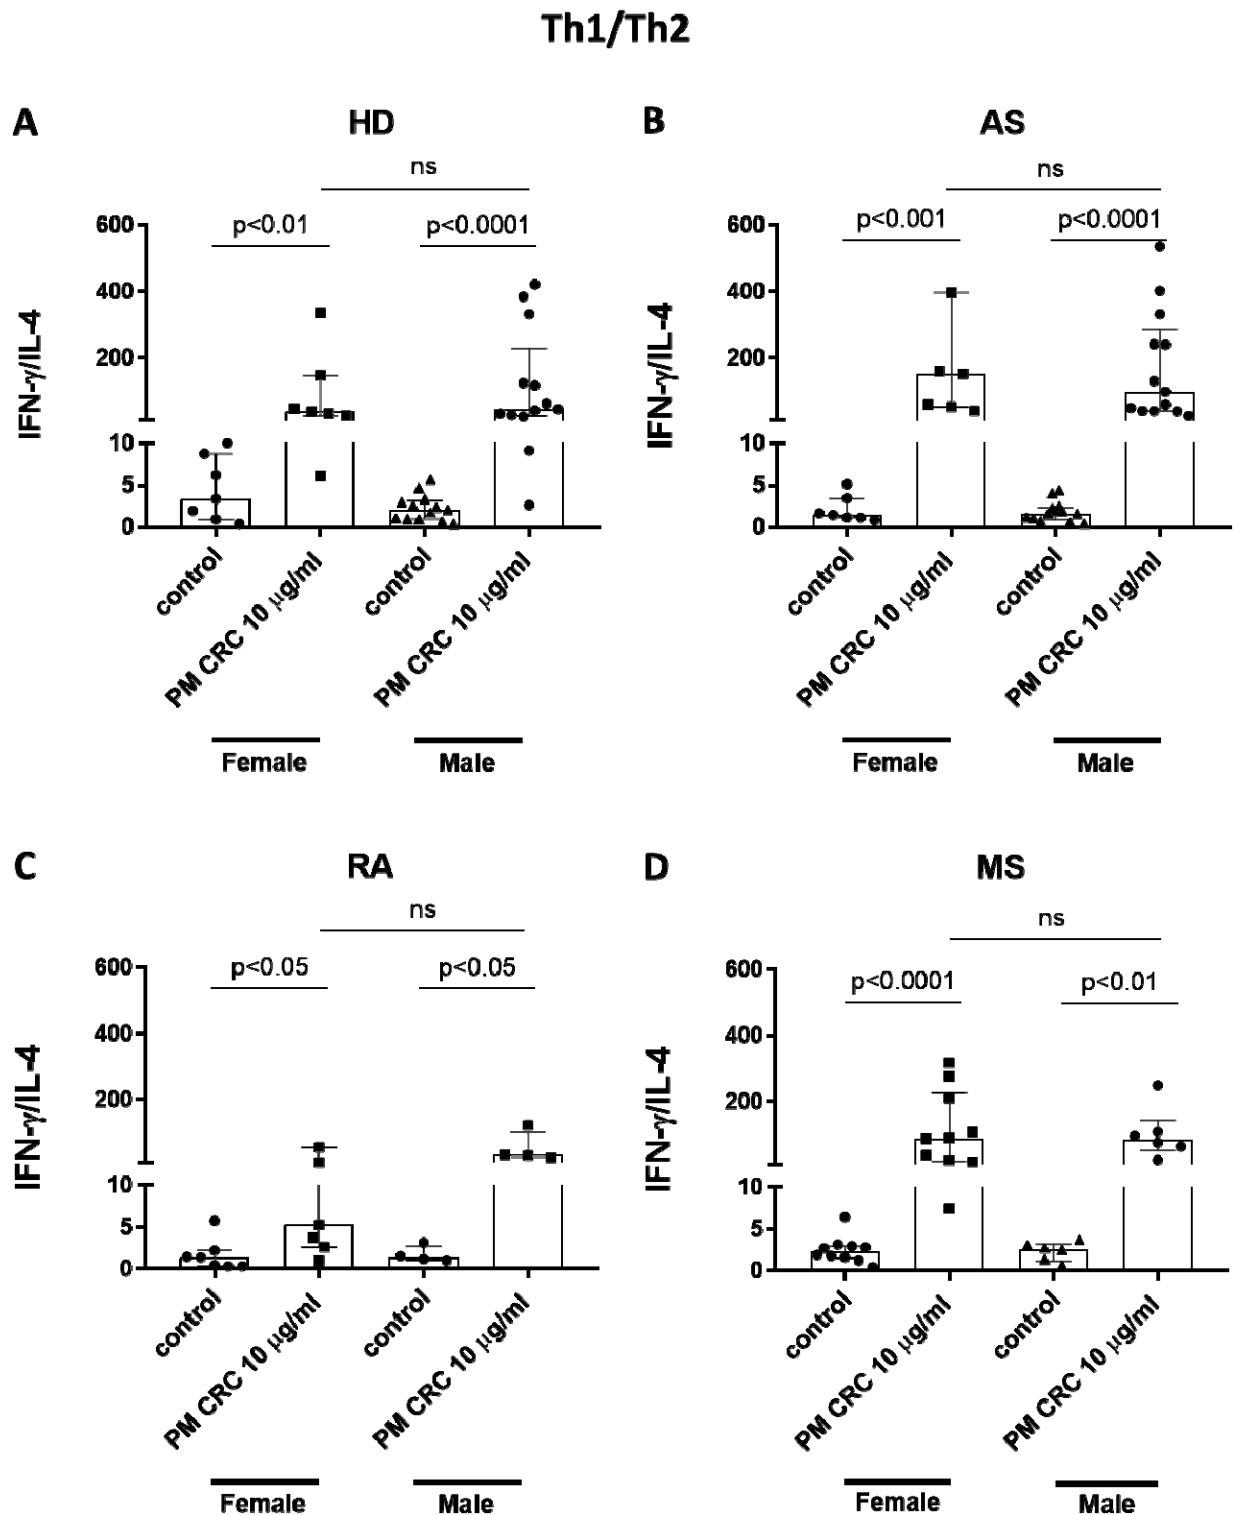 Th1/Th2
A
HD
ns
p<0.01
p<0.0001
IFN-γ/IL-4
600
400
200
10
5
0
control
PM CRC 10 µg/ml
control
PM CRC 10 µg/ml
Female
Male
B
AS
ns
p<0.001
p<0.0001
IFN-γ/IL-4
600
400
200
10
5
0
control
PM CRC 10 µg/ml
control
PM CRC 10 µg/ml
Female
Male
C
RA
ns
p<0.05
p<0.05
IFN-γ/IL-4
600
400
200
10
5
0
control
PM CRC 10 µg/ml
control
PM CRC 10 µg/ml
Female
Male
D
MS
ns
p<0.0001
p<0.01
IFN-γ/IL-4
600
400
200
10
5
0
control
PM CRC 10 µg/ml
control
PM CRC 10 µg/ml
Female
Male